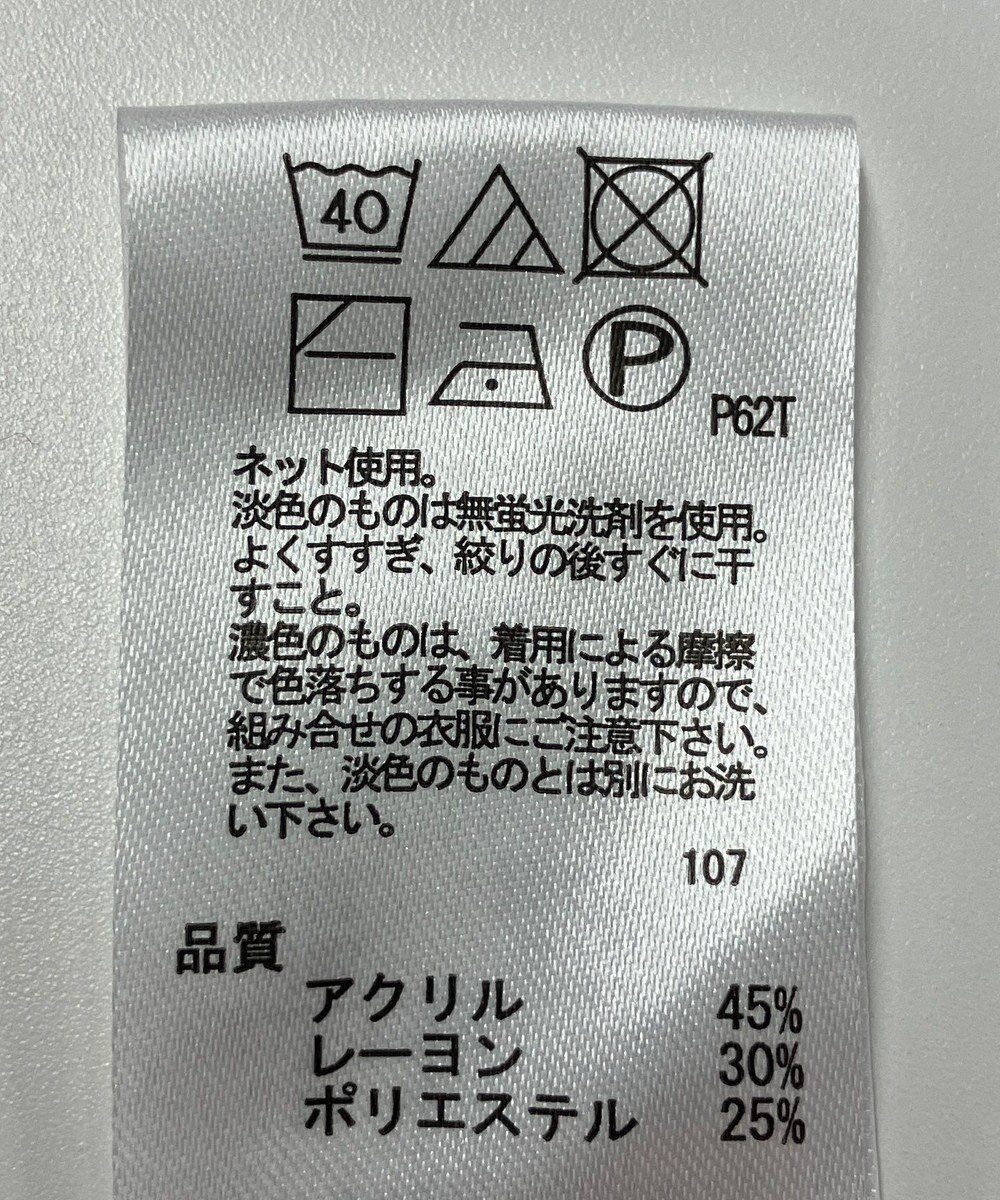 40
P
P62T
ネット使用。
淡色のものは無蛍光洗剤を使用。
よくすすぎ、絞りの後すぐに干
すこと。
濃色のものは、着用による摩擦
で色落ちする事がありますので、
組み合せの衣服にご注意下さい。
また、淡色のものとは別にお洗
い下さい。
107
品質
アクリル 45%
レーヨン 30%
ポリエステル 25%